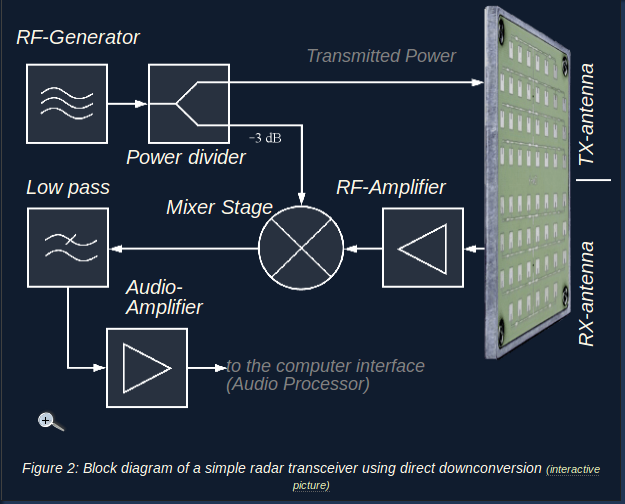 RF-Generator
Transmitted Power
TX-antenna
−3 dB
Power divider
Low pass
Mixer Stage
RF-Amplifier
RX-antenna
Audio-
Amplifier
to the computer interface
(Audio Processor)
Figure 2: Block diagram of a simple radar transceiver using direct downconversion (interactive
picture)